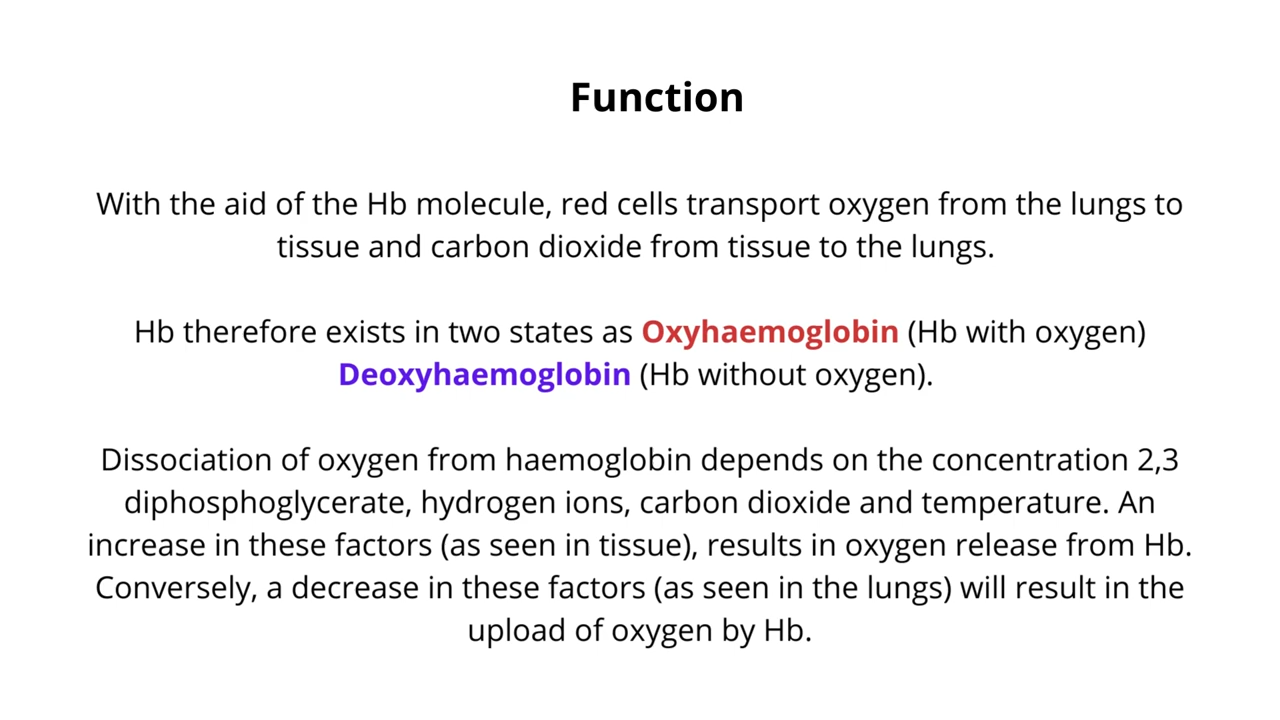 Function
With the aid of the Hb molecule, red cells transport oxygen from the lungs to
tissue and carbon dioxide from tissue to the lungs.
Hb therefore exists in two states as Oxyhaemoglobin (Hb with oxygen)
Deoxyhaemoglobin (Hb without oxygen).
Dissociation of oxygen from haemoglobin depends on the concentration 2,3
diphosphoglycerate, hydrogen ions, carbon dioxide and temperature. An
increase in these factors (as seen in tissue), results in oxygen release from Hb.
Conversely, a decrease in these factors (as seen in the lungs) will result in the
upload of oxygen by Hb.